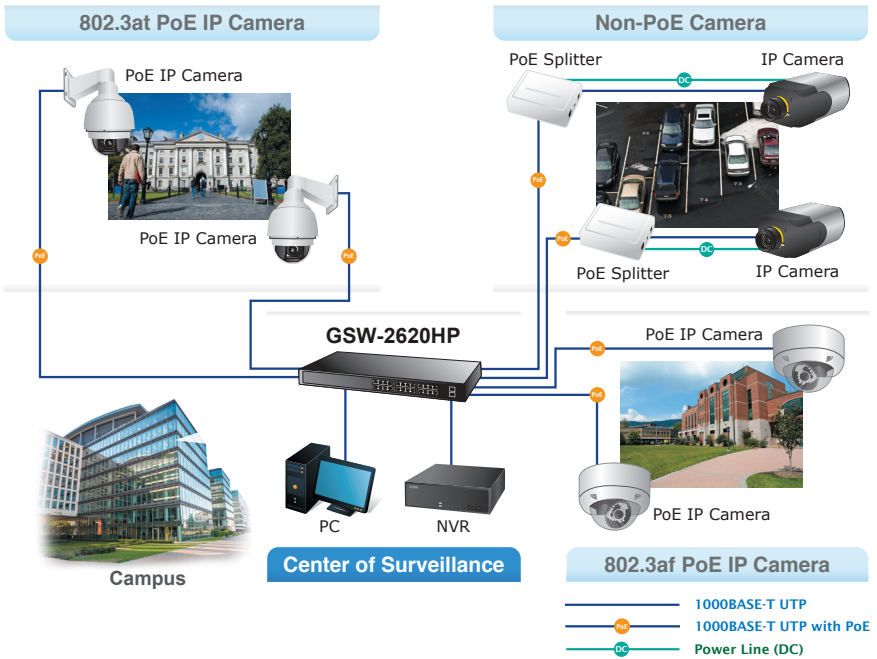 802.3at PoE IP Camera
Non-PoE Camera
PoE IP Camera
PoE Splitter
IP Camera
DC
PoE
PoE IP Camera
PoE
DC
PoE
PoE
PoE Splitter
IP Camera
GSW-2620HP
PoE IP Camera
PoE
PoE
PC
NVR
PoE IP Camera
Campus
Center of Surveillance
802.3af PoE IP Camera
1000BASE-T UTP
PoE
1000BASE-T UTP with PoE
DC
Power Line (DC)